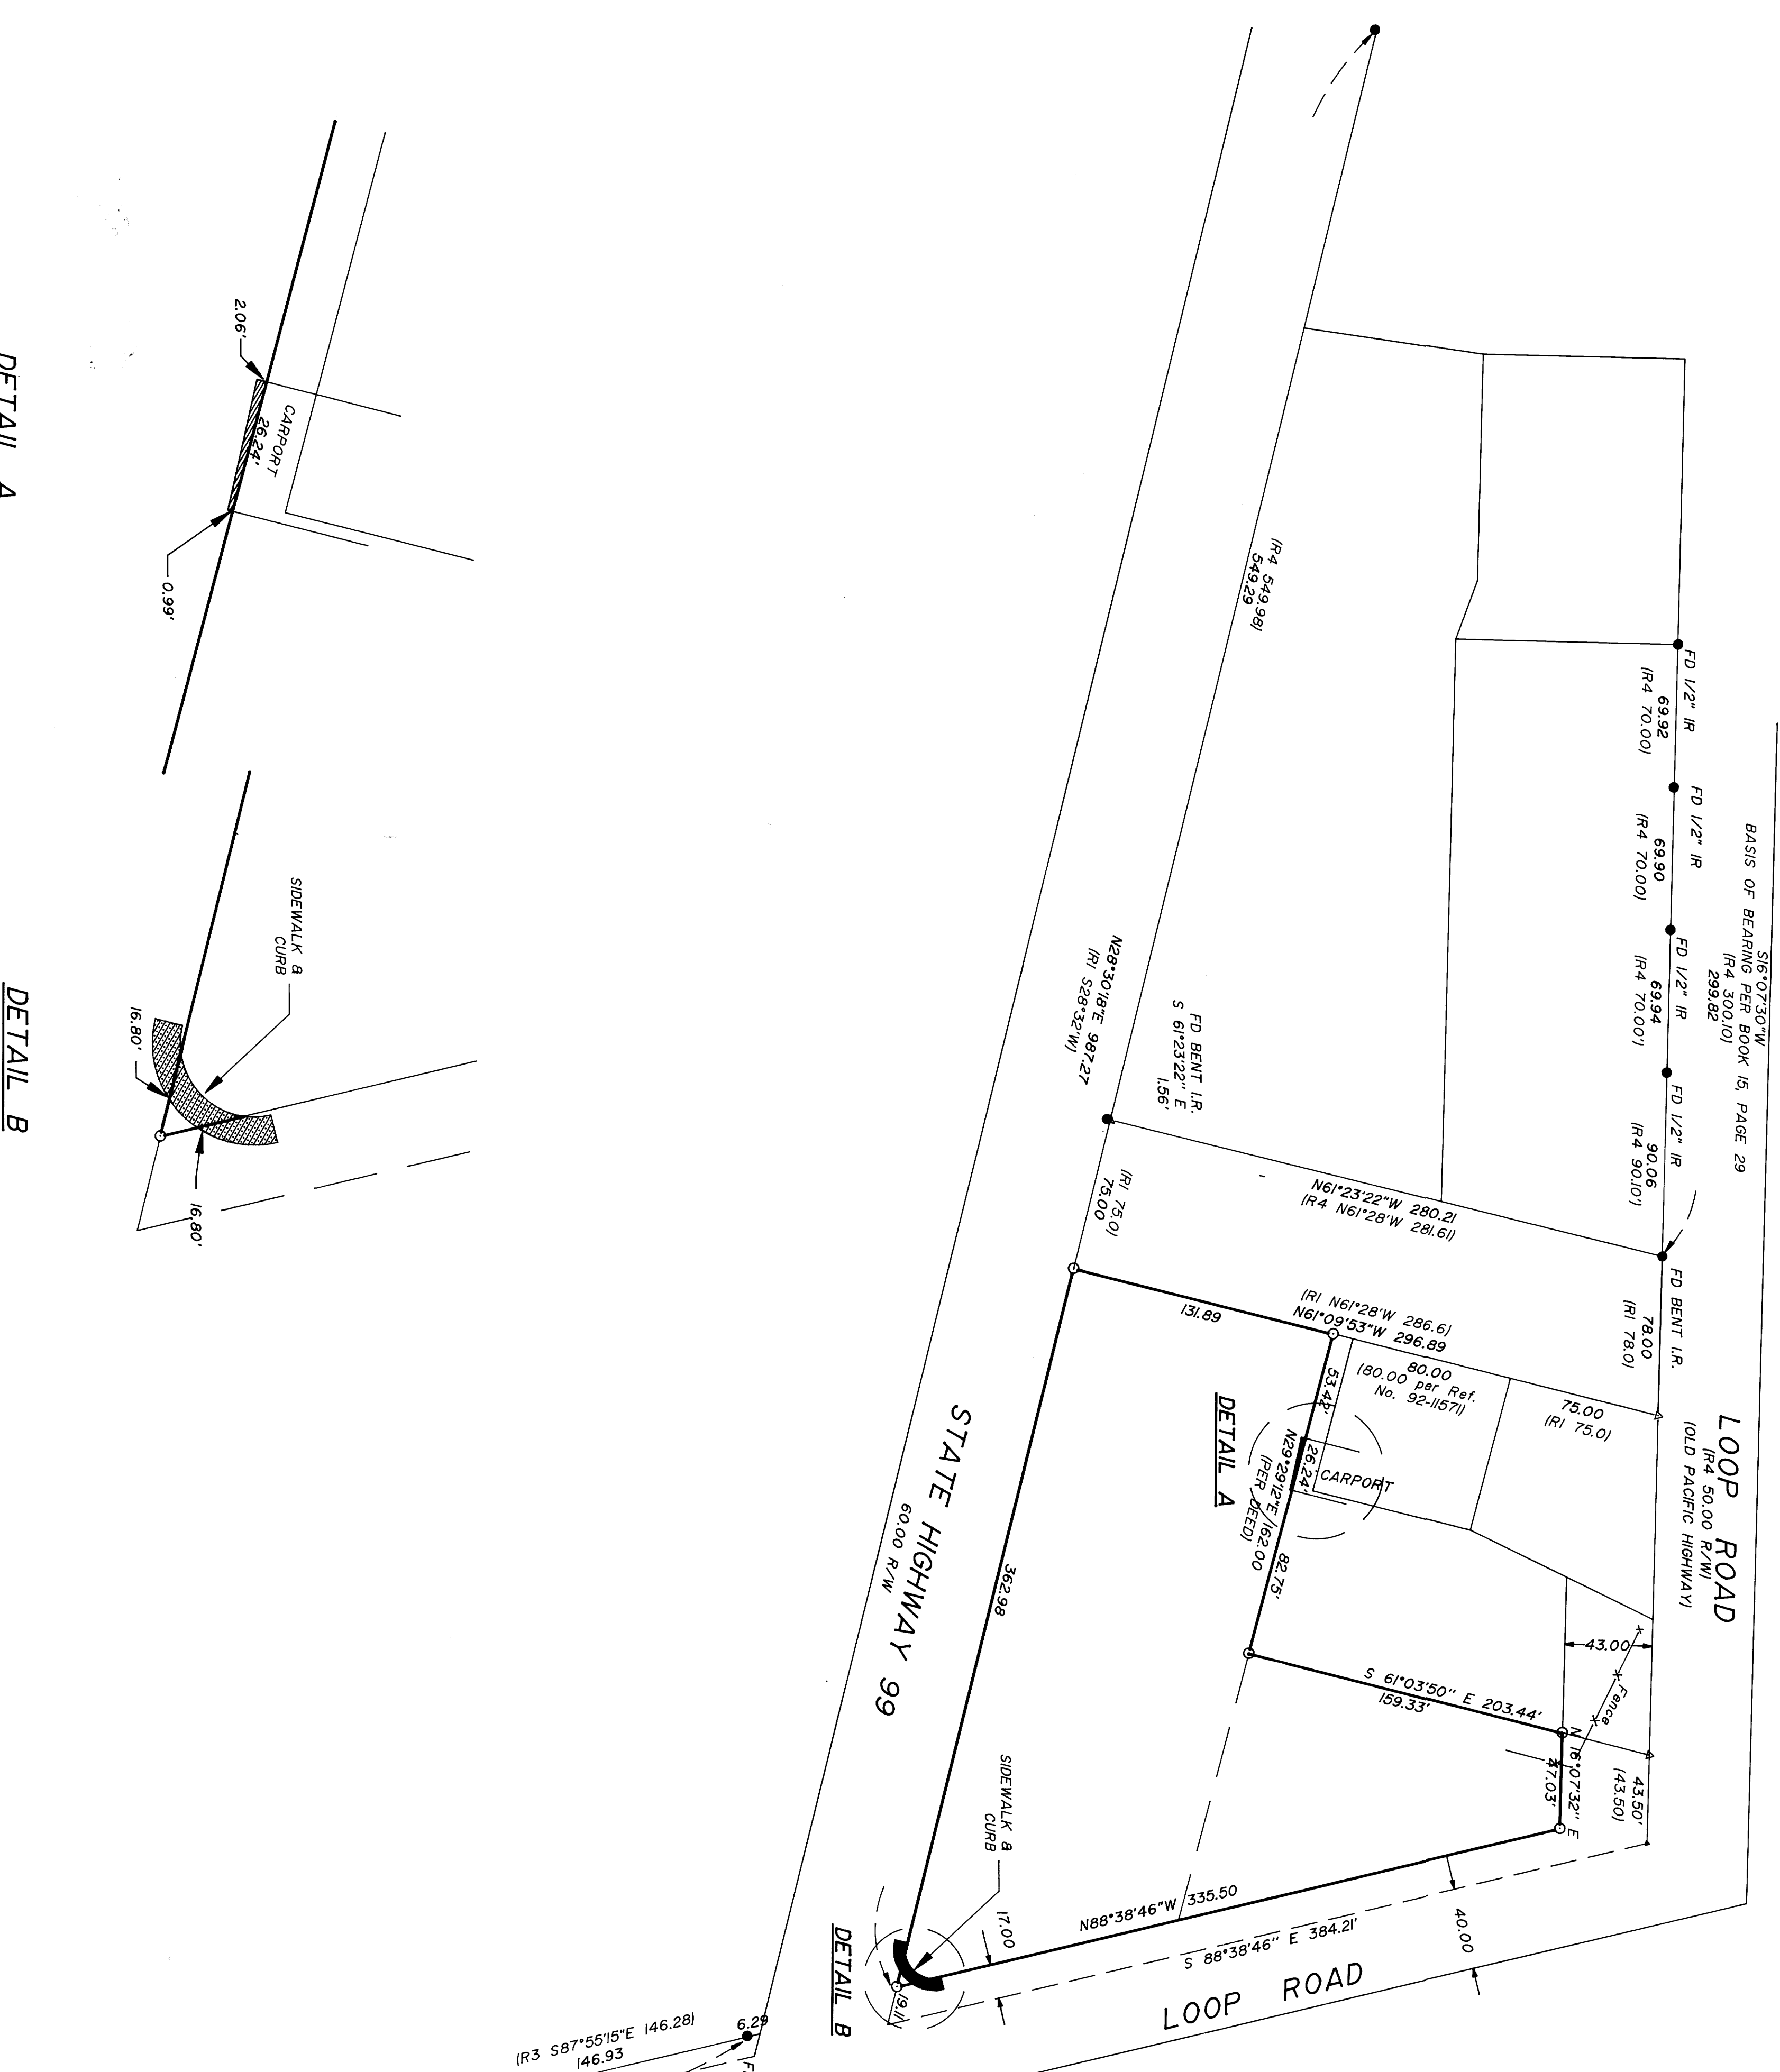 S16°07'30"W
BASIS OF BEARING PER BOOK 15, PAGE 29
(R4 300.10)
299.82
FD 1/2" IR
69.92
(R4 70.00)
FD 1/2" IR
69.90
(R4 70.00)
FD 1/2" IR
69.94
(R4 70.00')
FD 1/2" IR
90.06
(R4 90.10')
FD BENT I.R.
78.00
(R1 78.0)
LOOP ROAD
(R4 50.00 R/W)
(OLD PACIFIC HIGHWAY)
(R4 549.98)
549.29
N28°30'18"E 987.27
(R1 S28°32'W)
FD BENT I.R.
S 61°23'22" E
1.56'
(R1 75.0)
75.00
N61°23'22"W 280.21
(R4 N61°28'W 281.61)
(R1 N61°28'W 286.6)
N61°09'53"W 296.89
131.89
80.00
(80.00 per Ref.
No. 92-11571)
75.00
(R1 75.0)
53.42'
26.24'
CARPORT
N29°29'12"E 162.00
(PER DEED)
82.75'
DETAIL A
43.00
Fence
S 61°03'50" E 203.44'
159.33'
N 16°07'32" E
47.03'
43.50'
(43.50)
STATE HIGHWAY 99
60.00 R/W
362.98
SIDEWALK &
CURB
17.00
N88°38'46"W 335.50
S 88°38'46" E 384.21'
40.00
LOOP ROAD
19.11
DETAIL B
6.29
(R3 S87°55'15"E 146.28)
146.93
2.06'
CARPORT
26.24'
0.99'
DETAIL A
SIDEWALK &
CURB
16.80'
16.80'
DETAIL B